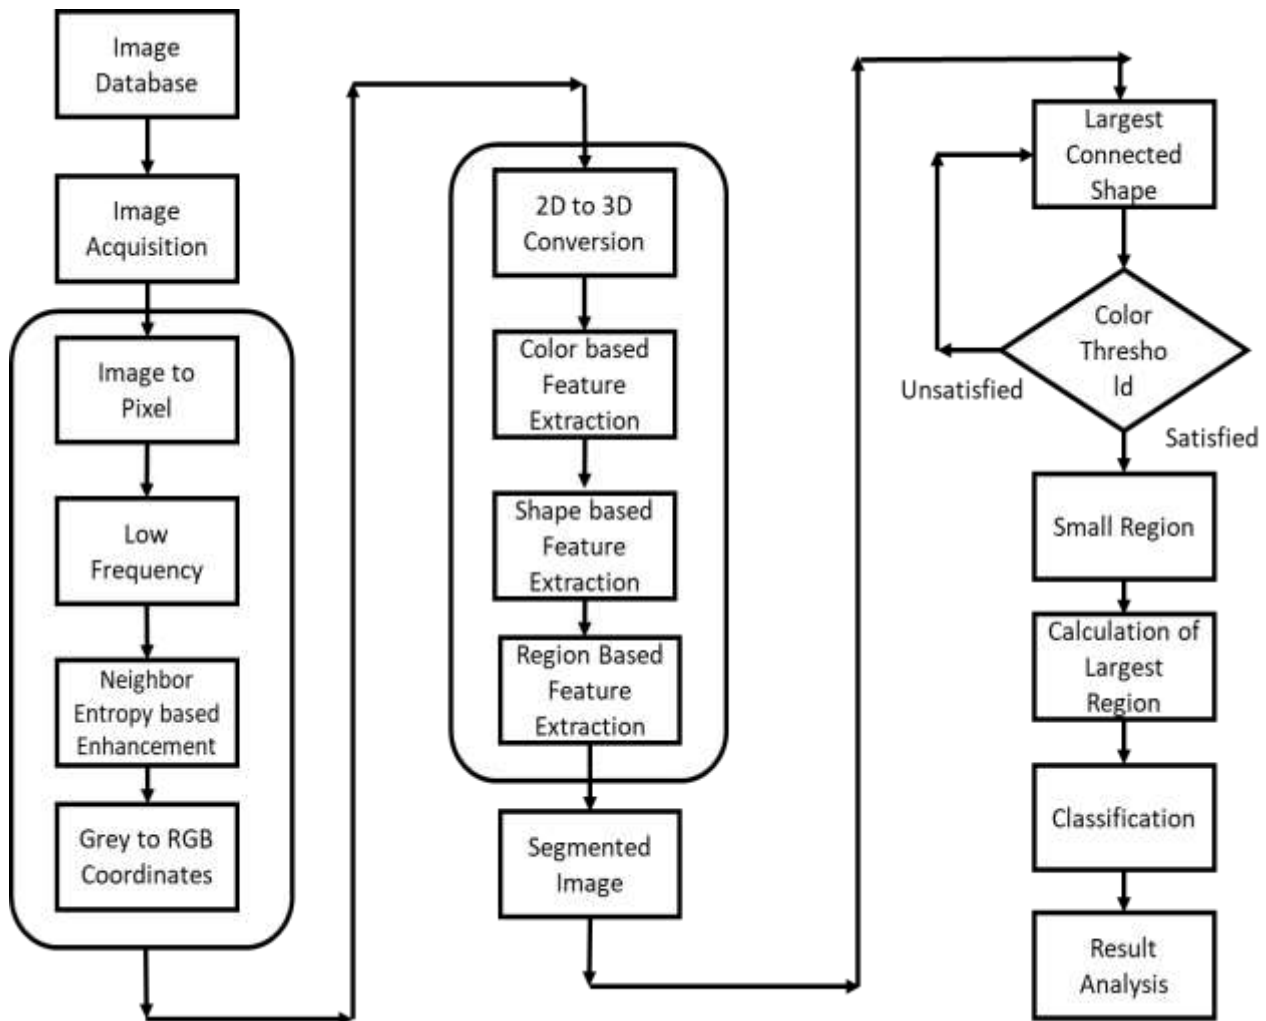 Image
Database
Image
Acquisition
Image to
Pixel
Low
Frequency
Neighbor
Entropy based
Enhancement
Grey to RGB
Coordinates
2D to 3D
Conversion
Color based
Feature
Extraction
Shape based
Feature
Extraction
Region Based
Feature
Extraction
Segmented
Image
Largest
Connected
Shape
Color
Thresho
ld
Unsatisfied
Satisfied
Small Region
Calculation of
Largest
Region
Classification
Result
Analysis